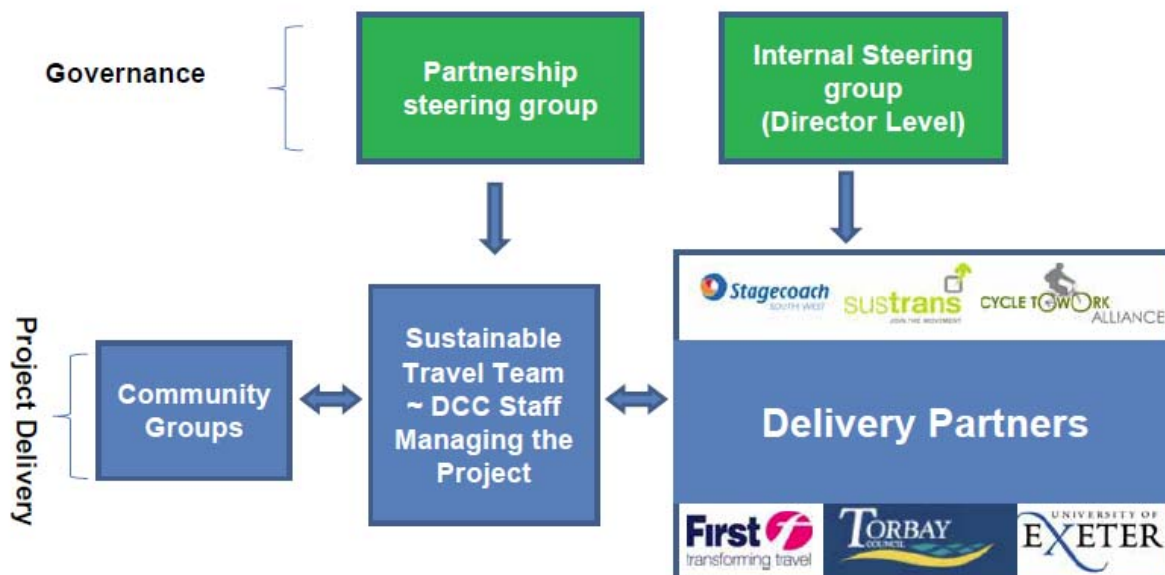 Governance
Partnership
steering group
Internal Steering
group
(Director Level)
Project Delivery
Community
Groups
Sustainable
Travel Team
~ DCC Staff
Managing the
Project
Stagecoach
SOUTH WEST
sustrans
JOIN THE MOVEMENT
CYCLE TO WORK
ALLIANCE
Delivery Partners
First f
transforming travel
TORBAY
COUNCIL
UNIVERSITY OF
EXETER